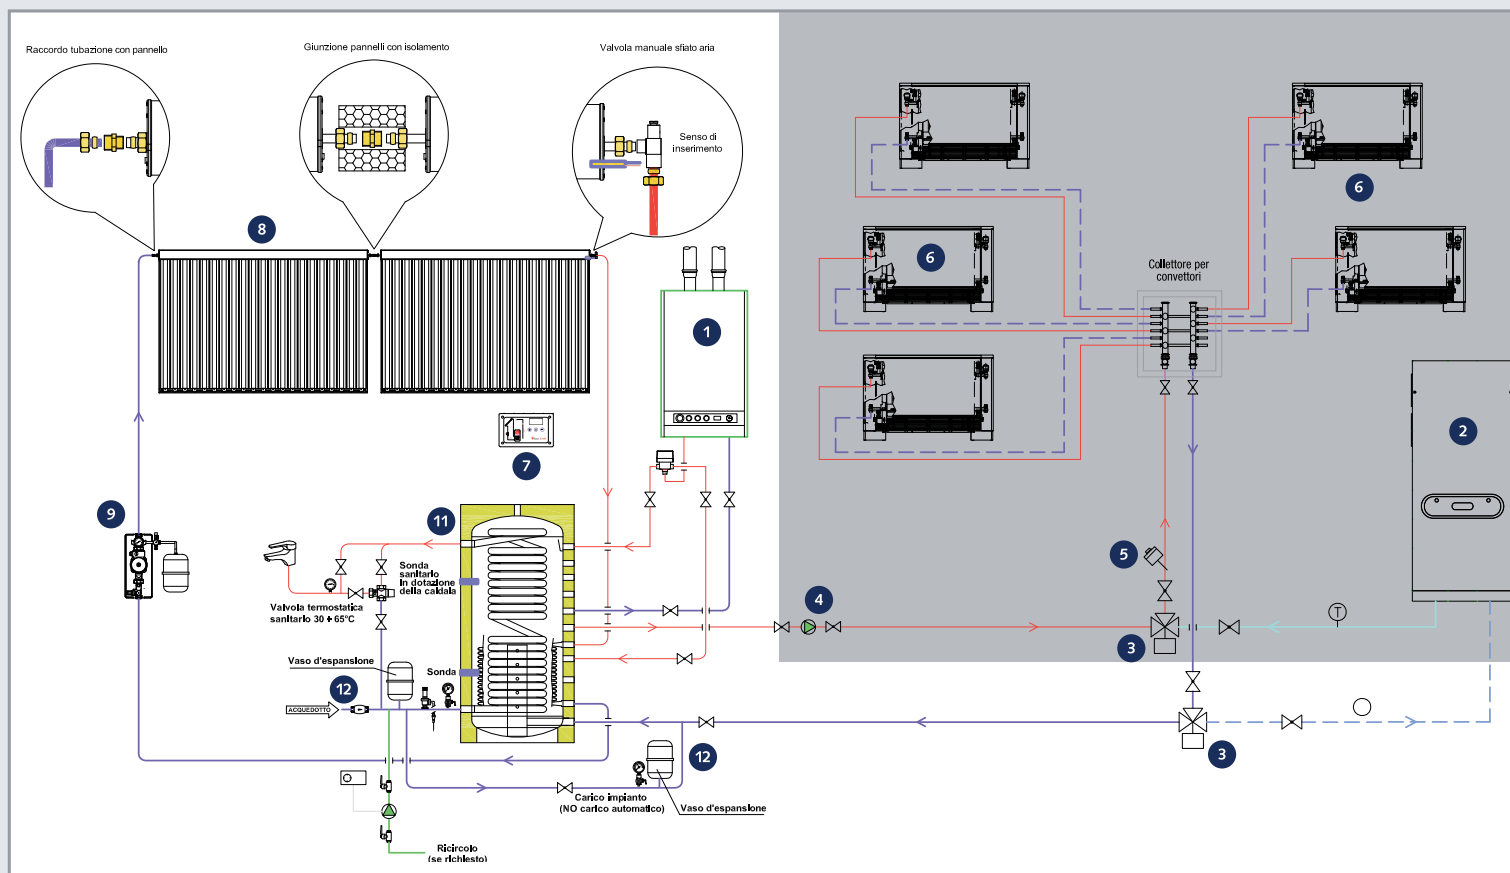 Raccordo tubazione con pannello
Giunzione pannelli con isolamento
Valvola manuale sfiato aria
Senso di
inserimento
8
6
6
Collettore per
convettori
1
2
7
9
11
Sonda
sanitario
in dotazione
della caldaia
5
4
Valvola termostatica
sanitario 30 ÷ 65°C
T
3
Vaso d'espansione
Sonda
12
ACQUEDOTTO
3
12
Carico impianto
(NO carico automatico)
Vaso d'espansione
Ricircolo
(se richiesto)